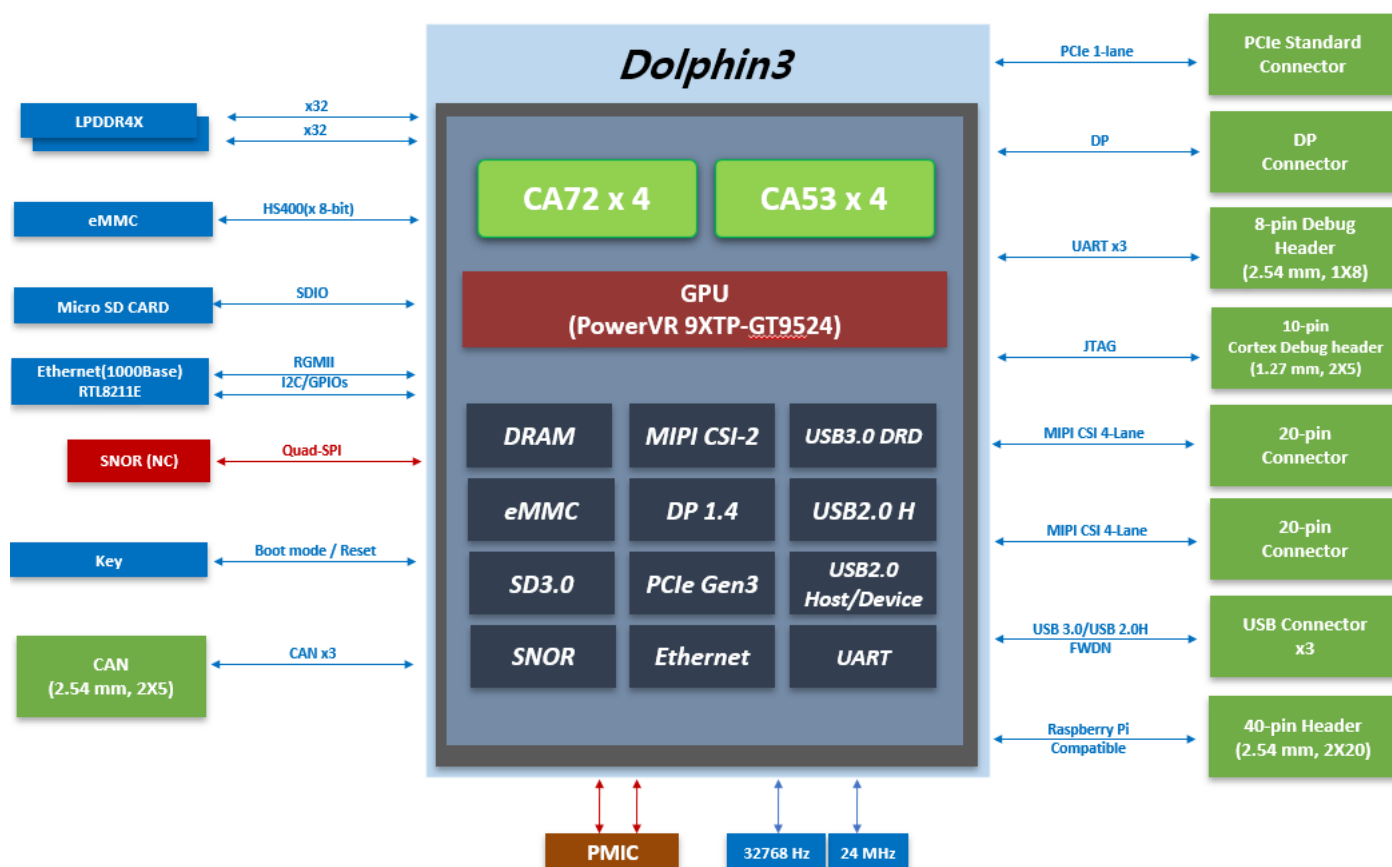 Dolphin3
LPDDR4X
x32
x32
eMMC
HS400(x 8-bit)
Micro SD CARD
SDIO
Ethernet(1000Base)
RTL8211E
RGMII
I2C/GPIOs
SNOR (NC)
Quad-SPI
Key
Boot mode / Reset
CAN
(2.54 mm, 2X5)
CAN x3
CA72 x 4
CA53 x 4
GPU
(PowerVR 9XTP-GT9524)
DRAM
MIPI CSI-2
USB3.0 DRD
eMMC
DP 1.4
USB2.0 H
SD3.0
PCIe Gen3
USB2.0
Host/Device
SNOR
Ethernet
UART
PCIe 1-lane
PCIe Standard
Connector
DP
DP
Connector
UART x3
8-pin Debug
Header
(2.54 mm, 1X8)
JTAG
10-pin
Cortex Debug header
(1.27 mm, 2X5)
MIPI CSI 4-Lane
20-pin
Connector
MIPI CSI 4-Lane
20-pin
Connector
USB 3.0/USB 2.0H
FWDN
USB Connector
x3
Raspberry Pi
Compatible
40-pin Header
(2.54 mm, 2X20)
PMIC
32768 Hz
24 MHz